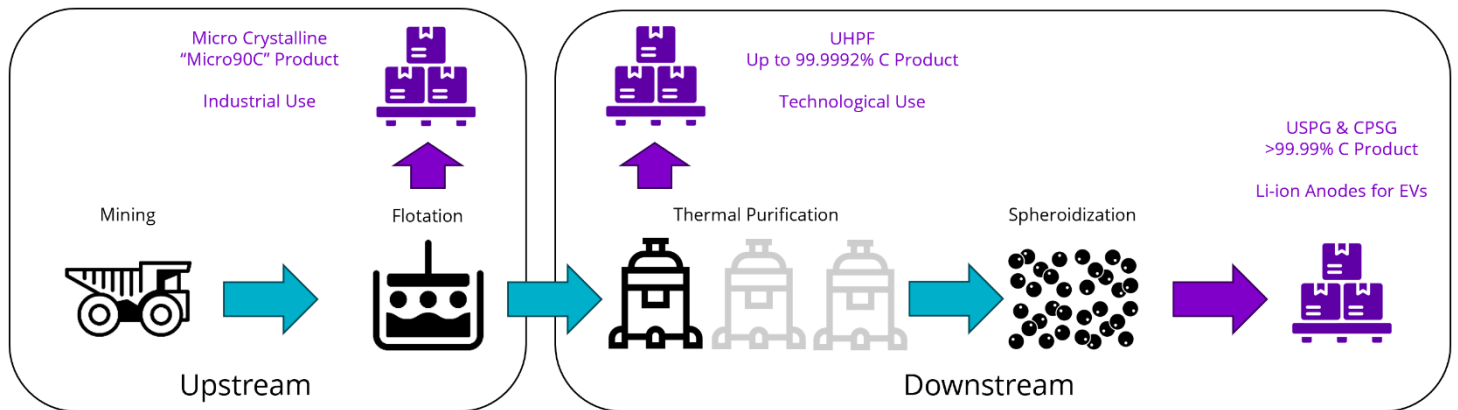 Micro Crystalline
“Micro90C” Product
Industrial Use
Mining
Flotation
Upstream
UHPF
Up to 99.9992% C Product
Technological Use
Thermal Purification
Spheroidization
USPG & CPSG
>99.99% C Product
Li-ion Anodes for EVs
Downstream